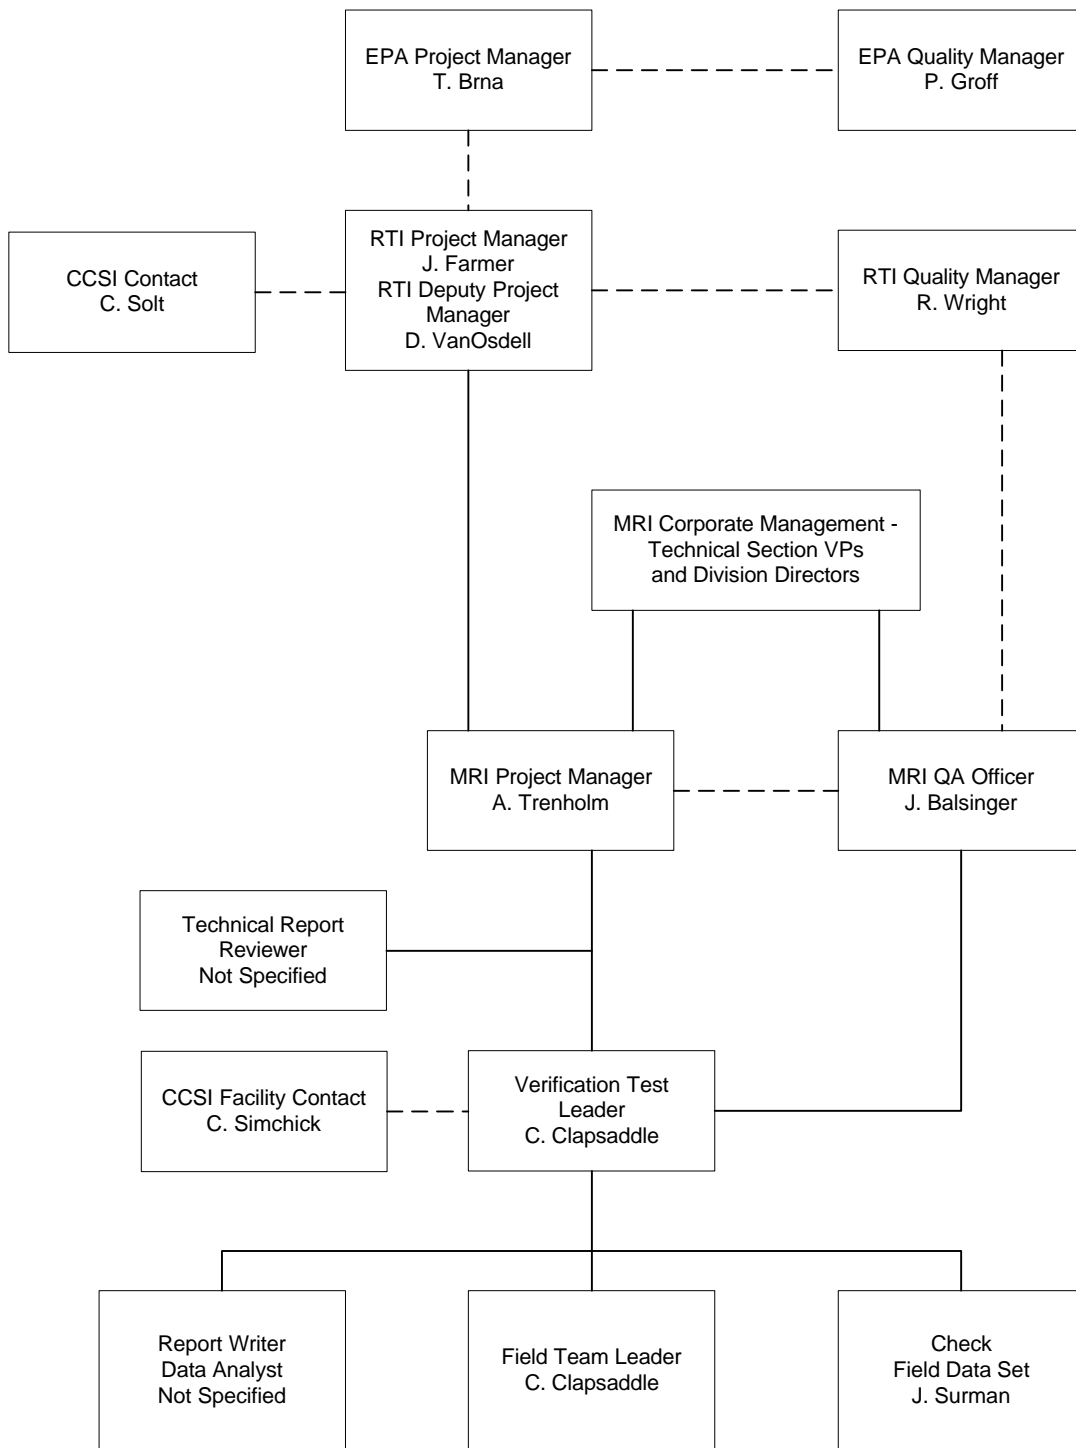 EPA Project Manager
T. Brna
EPA Quality Manager
P. Groff
CCSI Contact
C. Solt
RTI Project Manager
J. Farmer
RTI Deputy Project
Manager
D. VanOsdell
RTI Quality Manager
R. Wright
MRI Corporate Management -
Technical Section VPs
and Division Directors
MRI Project Manager
A. Trenholm
MRI QA Officer
J. Balsinger
Technical Report
Reviewer
Not Specified
CCSI Facility Contact
C. Simchick
Verification Test
Leader
C. Clapsaddle
Report Writer
Data Analyst
Not Specified
Field Team Leader
C. Clapsaddle
Check
Field Data Set
J. Surman